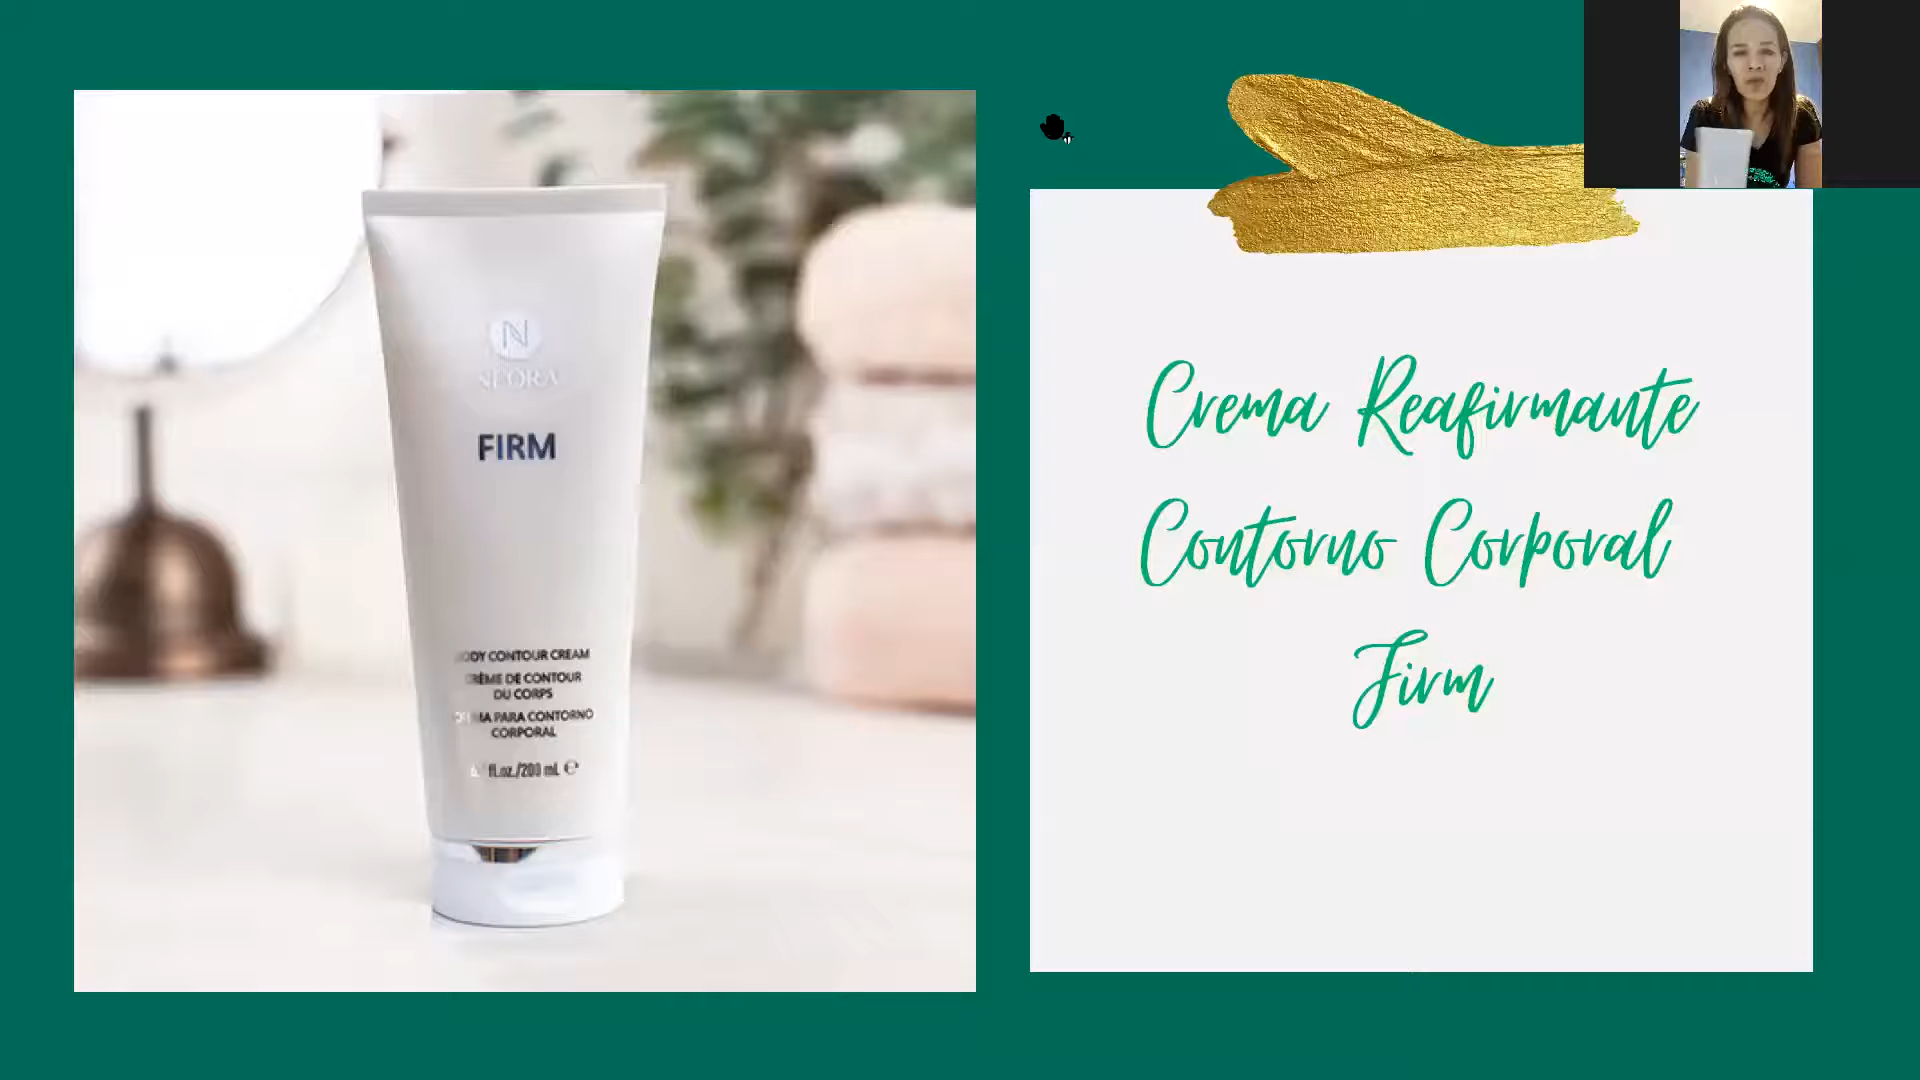 N
NEORA
FIRM
BODY CONTOUR CREAM
CRÈME DE CONTOUR
DU CORPS
CREMA PARA CONTORNO
CORPORAL
fl.oz./200 mL ℮
Crema Reafirmante
Contorno Corporal
Firm